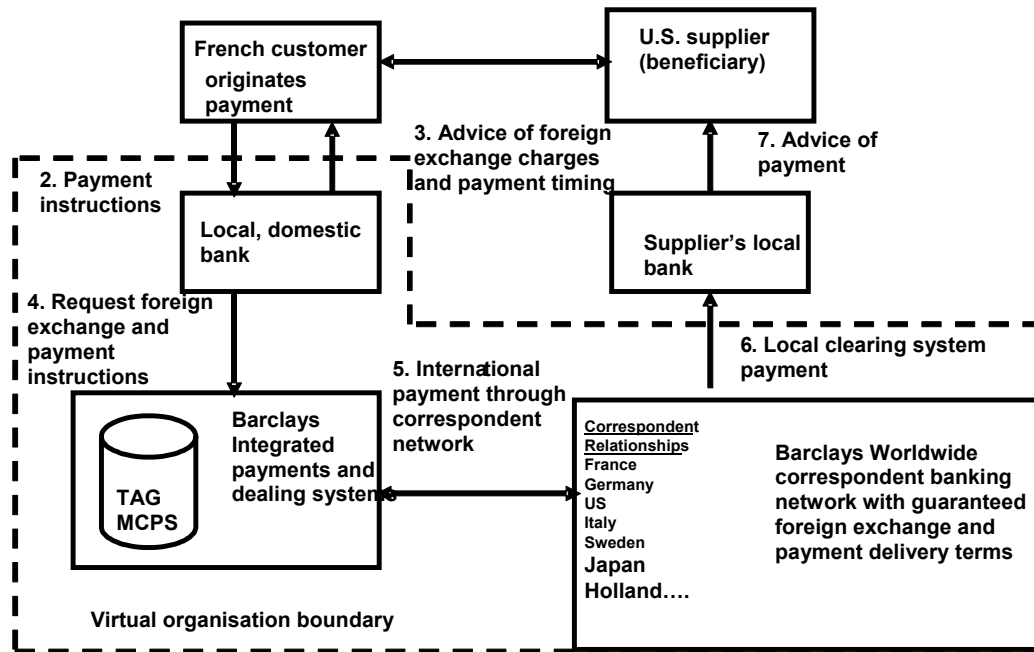 French customer
originates
payment
U.S. supplier
(beneficiary)
3. Advice of foreign
exchange charges
and payment timing
7. Advice of
payment
2. Payment
instructions
Local, domestic
bank
Supplier's local
bank
4. Request foreign
exchange and
payment
instructions
6. Local clearing system
payment
5. International
payment through
correspondent
network
Barclays
Integrated
payments and
dealing systems
TAG
MCPS
Correspondent
Relationships
France
Germany
US
Italy
Sweden
Japan
Holland....
Barclays Worldwide
correspondent banking
network with guaranteed
foreign exchange and
payment delivery terms
Virtual organisation boundary